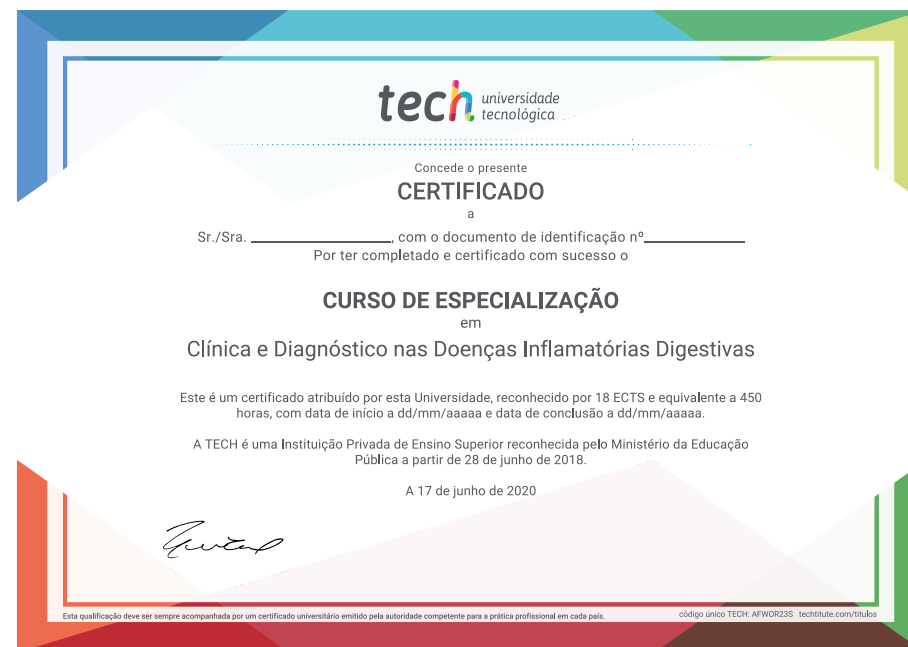 tech universidade
tecnológica
Concede o presente
CERTIFICADO
a
Sr./Sra. ____________________, com o documento de identificação nº______________
Por ter completado e certificado com sucesso o
CURSO DE ESPECIALIZAÇÃO
em
Clínica e Diagnóstico nas Doenças Inflamatórias Digestivas
Este é um certificado atribuído por esta Universidade, reconhecido por 18 ECTS e equivalente a 450
horas, com data de início a dd/mm/aaaaa e data de conclusão a dd/mm/aaaaa.
A TECH é uma Instituição Privada de Ensino Superior reconhecida pelo Ministério da Educação
Pública a partir de 28 de junho de 2018.
A 17 de junho de 2020
Esta qualificação deve ser sempre acompanhada por um certificado universitário emitido pela autoridade competente para a prática profissional em cada país.
código único TECH: AFWOR23S techtitute.com/títulos